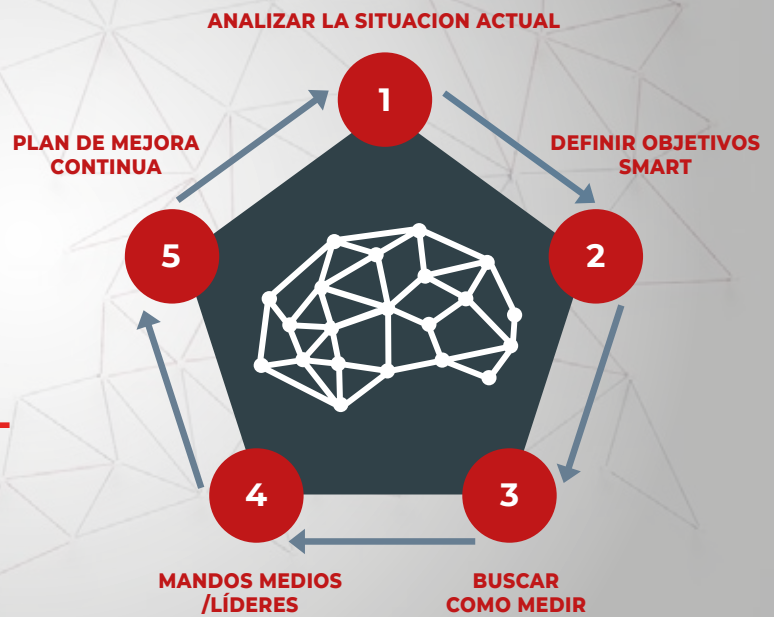 ANALIZAR LA SITUACION ACTUAL
1
PLAN DE MEJORA
CONTINUA
DEFINIR OBJETIVOS
SMART
5
2
4
3
MANDOS MEDIOS
/LÍDERES
BUSCAR
COMO MEDIR